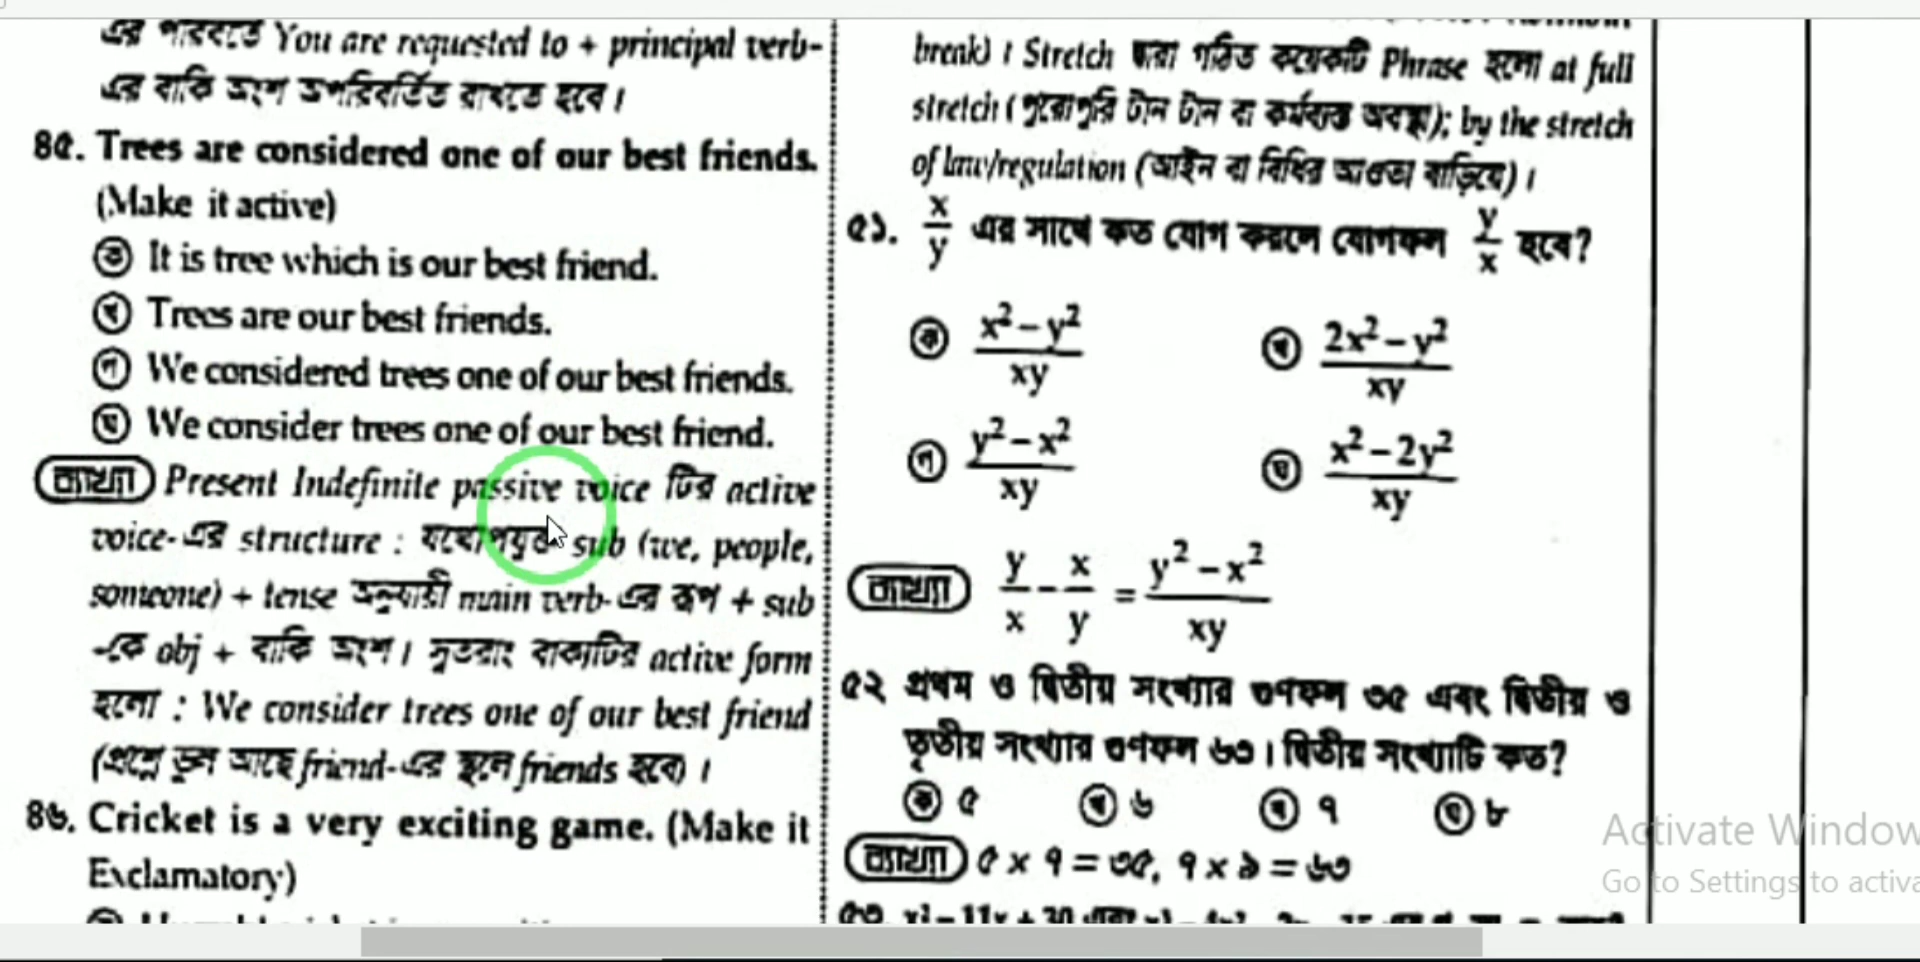 এর পরিবর্তে You are requested to + principal verb-
এর বাকি অংশ অপরিবর্তিত রাখতে হবে।
৪৫. Trees are considered one of our best friends.
(Make it active)
ক It is tree which is our best friend.
খ Trees are our best friends.
গ We considered trees one of our best friends.
ঘ We consider trees one of our best friend.
ব্যাখ্যা Present Indefinite passive voice টির active
voice-এর structure : যথোপযুক্ত sub (we, people,
someone) + tense অনুযায়ী main verb-এর রূপ + sub
-কে obj + বাকি অংশ। সুতরাং বাক্যটির active form
হলো : We consider trees one of our best friend
(প্রশ্নে ভুল আছে friend-এর স্থলে friends হবে)।
৪৬. Cricket is a very exciting game. (Make it
Exclamatory)
break)। Stretch দ্বারা গঠিত কয়েকটি Phrase হলো at full
stretch (পুরোপুরি টান টান বা কর্মব্যস্ত অবস্থা); by the stretch
of law/regulation (আইন বা বিধির আওতা বাড়িয়ে)।
৫১. x/y এর সাথে কত যোগ করলে যোগফল y/x হবে?
ক x² – y² / xy খ 2x² – y² / xy
গ y² – x² / xy ঘ x² – 2y² / xy
ব্যাখ্যা y/x - x/y = y² – x² / xy
৫২ প্রথম ও দ্বিতীয় সংখ্যার গুণফল ৩৫ এবং দ্বিতীয় ও
তৃতীয় সংখ্যার গুণফল ৬৩। দ্বিতীয় সংখ্যাটি কত?
ক ৫ খ ৬ গ ৭ ঘ ৮
ব্যাখ্যা ৫ × ৭ = ৩৫, ৭ × ৯ = ৬৩
Activate Window
Go to Settings to activa